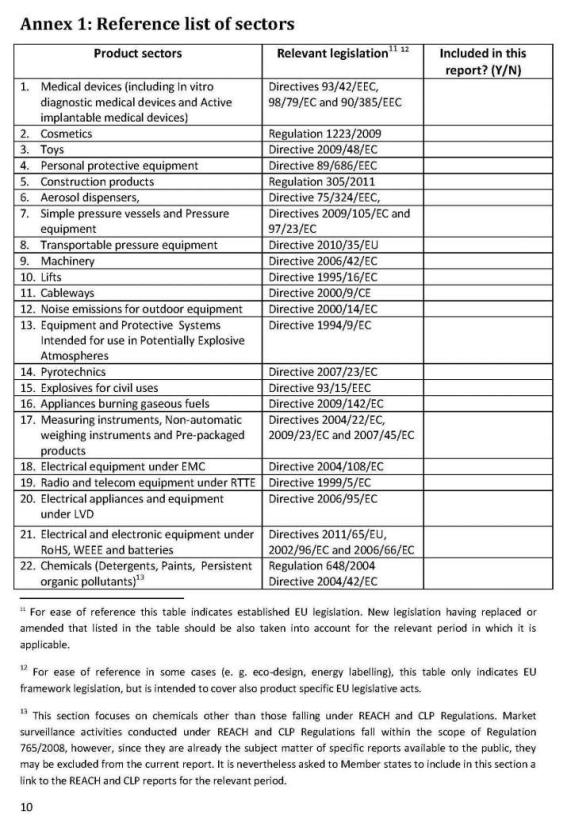 Annex 1: Reference list of sectors
Product sectors
Relevant legislation11 12
Included in this
report? (Y/N)
1. Medical devices (including In vitro
diagnostic medical devices and Active
implantable medical devices)
Directives 93/42/EEC,
98/79/EC and 90/385/EEC
2. Cosmetics
Regulation 1223/2009
3. Toys
Directive 2009/48/EC
4. Personal protective equipment
Directive 89/686/EEC
5. Construction products
Regulation 305/2011
6. Aerosol dispensers,
Directive 75/324/EEC,
7. Simple pressure vessels and Pressure
equipment
Directives 2009/105/EC and
97/23/EC
8. Transportable pressure equipment
Directive 2010/35/EU
9. Machinery
Directive 2006/42/EC
10. Lifts
Directive 1995/16/EC
11. Cableways
Directive 2000/9/CE
12. Noise emissions for outdoor equipment
Directive 2000/14/EC
13. Equipment and Protective Systems
Intended for use in Potentially Explosive
Atmospheres
Directive 1994/9/EC
14. Pyrotechnics
Directive 2007/23/EC
15. Explosives for civil uses
Directive 93/15/EEC
16. Appliances burning gaseous fuels
Directive 2009/142/EC
17. Measuring instruments, Non-automatic
weighing instruments and Pre-packaged
products
Directives 2004/22/EC,
2009/23/EC and 2007/45/EC
18. Electrical equipment under EMC
Directive 2004/108/EC
19. Radio and telecom equipment under RTTE
Directive 1999/5/EC
20. Electrical appliances and equipment
under LVD
Directive 2006/95/EC
21. Electrical and electronic equipment under
RoHS, WEEE and batteries
Directives 2011/65/EU,
2002/96/EC and 2006/66/EC
22. Chemicals (Detergents, Paints, Persistent
organic pollutants)13
Regulation 648/2004
Directive 2004/42/EC
11 For ease of reference this table indicates established EU legislation. New legislation having replaced or
amended that listed in the table should be also taken into account for the relevant period in which it is
applicable.
12 For ease of reference in some cases (e. g. eco-design, energy labelling), this table only indicates EU
framework legislation, but is intended to cover also product specific EU legislative acts.
13 This section focuses on chemicals other than those falling under REACH and CLP Regulations. Market
surveillance activities conducted under REACH and CLP Regulations fall within the scope of Regulation
765/2008, however, since they are already the subject matter of specific reports available to the public, they
may be excluded from the current report. It is nevertheless asked to Member states to include in this section a
link to the REACH and CLP reports for the relevant period.
10